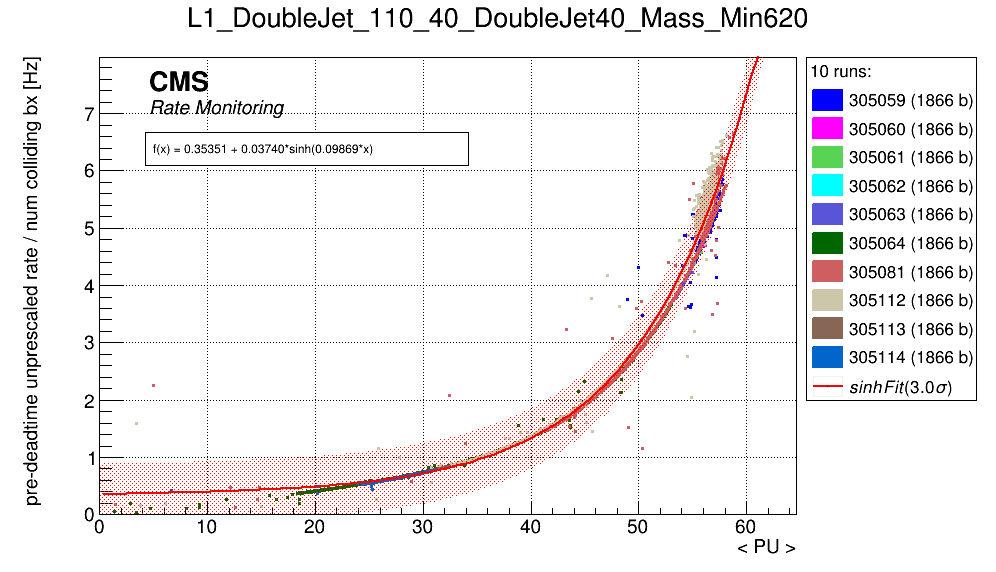 L1_DoubleJet_110_40_DoubleJet40_Mass_Min620
pre-deadtime unprescaled rate / num colliding bx [Hz]
CMS
Rate Monitoring
f(x) = 0.35351 + 0.03740*sinh(0.09869*x)
7
6
5
4
3
2
1
0
0 10 20 30 40 50 60
< PU >
10 runs:
305059 (1866 b)
305060 (1866 b)
305061 (1866 b)
305062 (1866 b)
305063 (1866 b)
305064 (1866 b)
305081 (1866 b)
305112 (1866 b)
305113 (1866 b)
305114 (1866 b)
sinhFit(3.0σ)